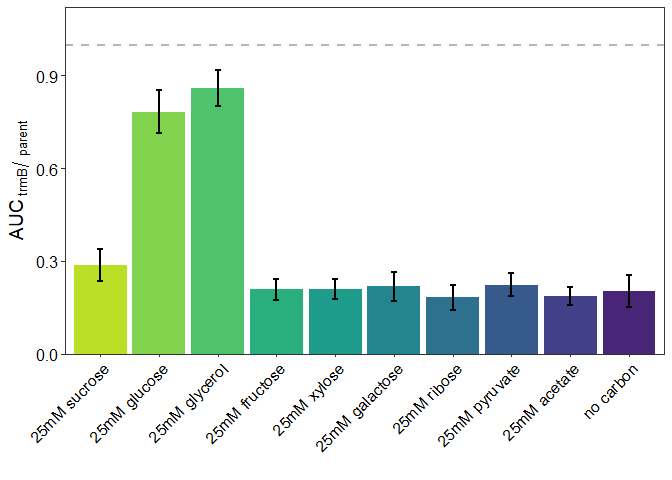 0.9
0.6
0.3
0.0
AUC trmB/ parent
25mM sucrose
25mM glucose
25mM glycerol
25mM fructose
25mM xylose
25mM galactose
25mM ribose
25mM pyruvate
25mM acetate
no carbon